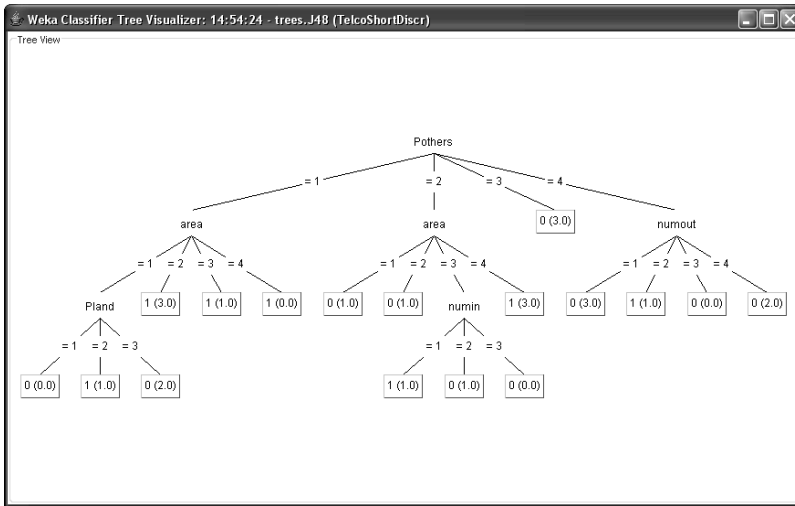 Weka Classifier Tree Visualizer: 14:54:24 - trees.J48 (TelcoShortDiscr)
Tree View
Pothers
= 1 = 2 = 3 = 4
0 (3.0)
area area numout
= 1 = 2 = 3 = 4 = 1 = 2 = 3 = 4 = 1 = 2 = 3 = 4
Pland 1 (3.0) 1 (1.0) 1 (0.0) 0 (1.0) 0 (1.0) numin 1 (3.0) 0 (3.0) 1 (1.0) 0 (0.0) 0 (2.0)
= 1 = 2 = 3 = 1 = 2 = 3
0 (0.0) 1 (1.0) 0 (2.0) 1 (1.0) 0 (1.0) 0 (0.0)